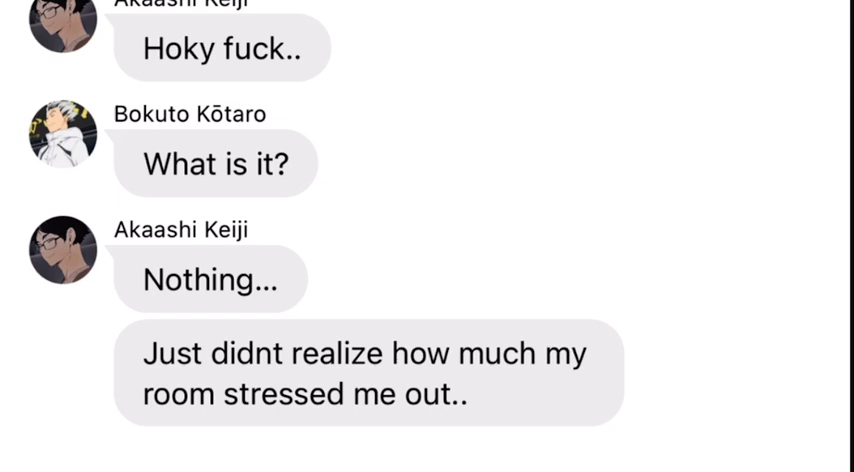 Akaashi Keiji
Hoky fuck..
Bokuto Kōtaro
What is it?
Akaashi Keiji
Nothing...
Just didnt realize how much my
room stressed me out..